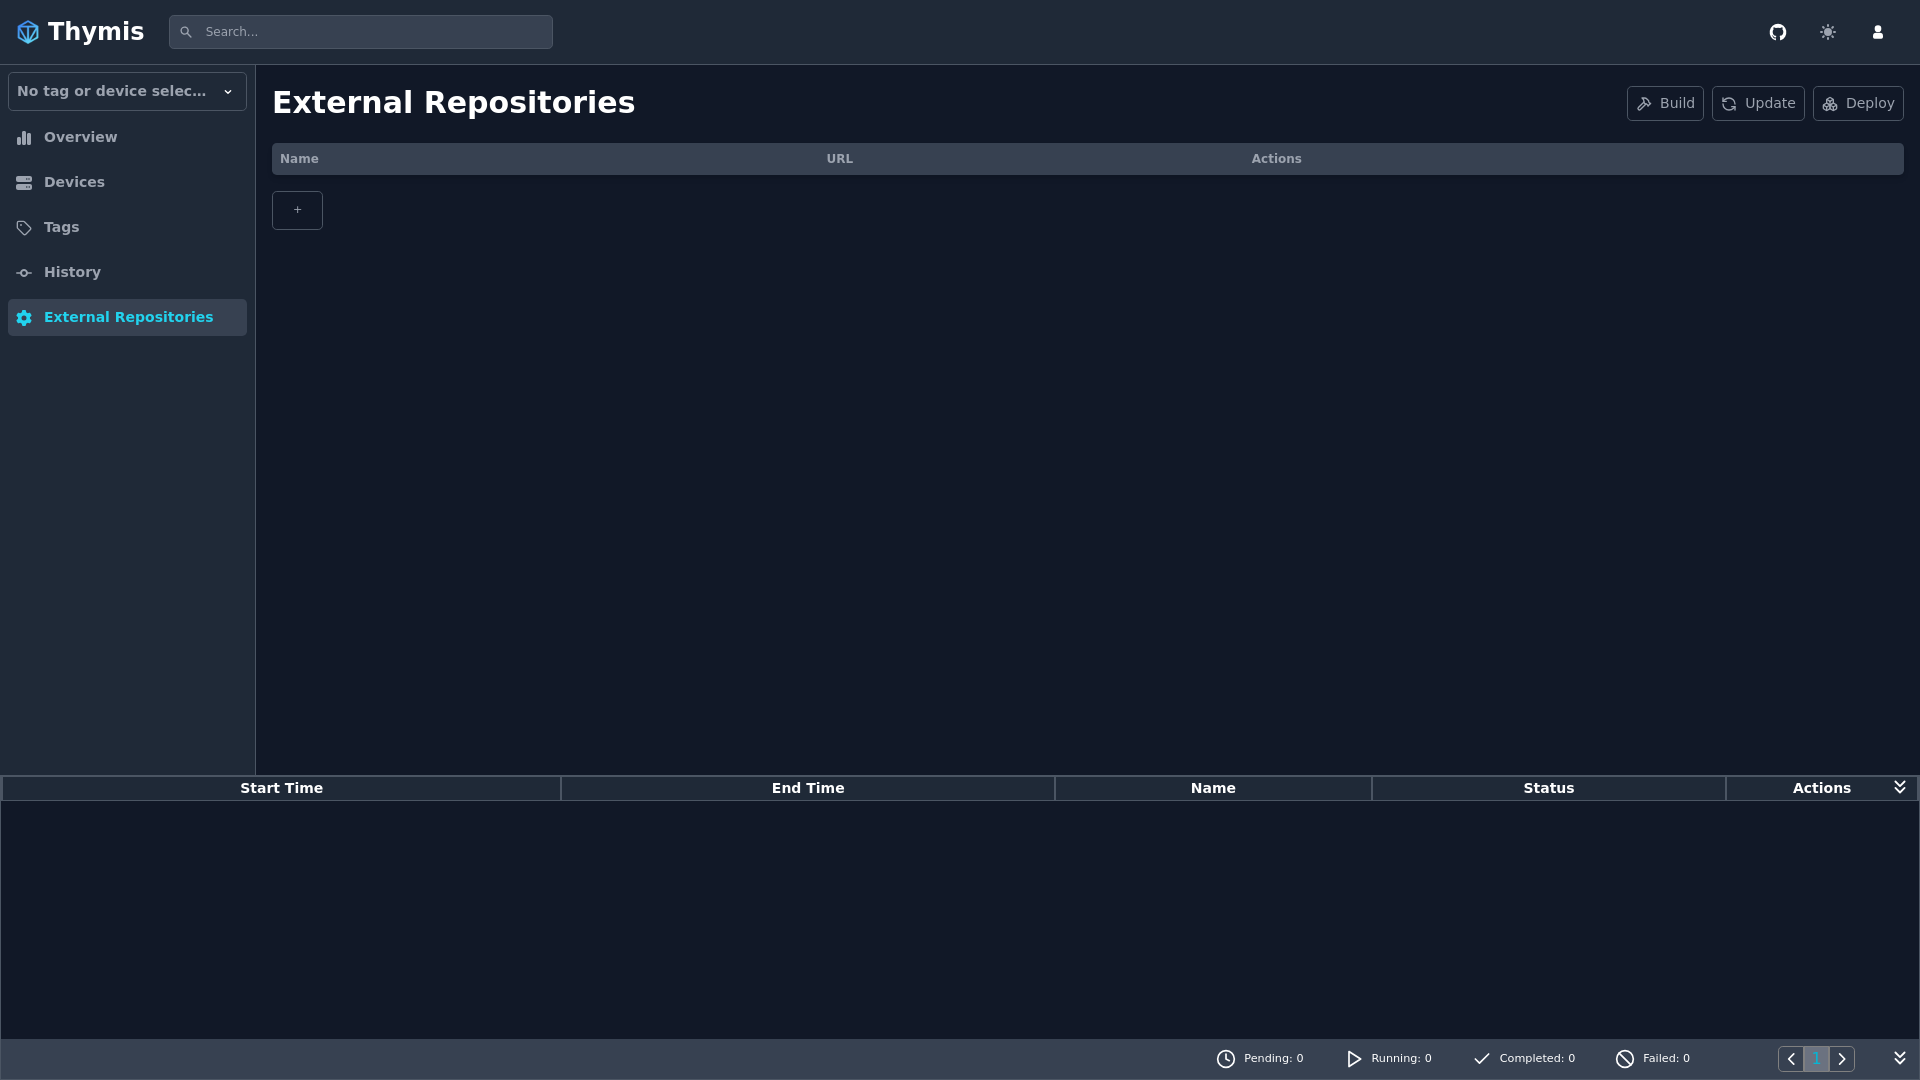 Thymis
Search...
No tag or device selec...
Overview
Devices
Tags
History
External Repositories
External Repositories
Build
Update
Deploy
Name URL Actions
+
Start Time End Time Name Status Actions
Pending: 0 Running: 0 Completed: 0 Failed: 0 1